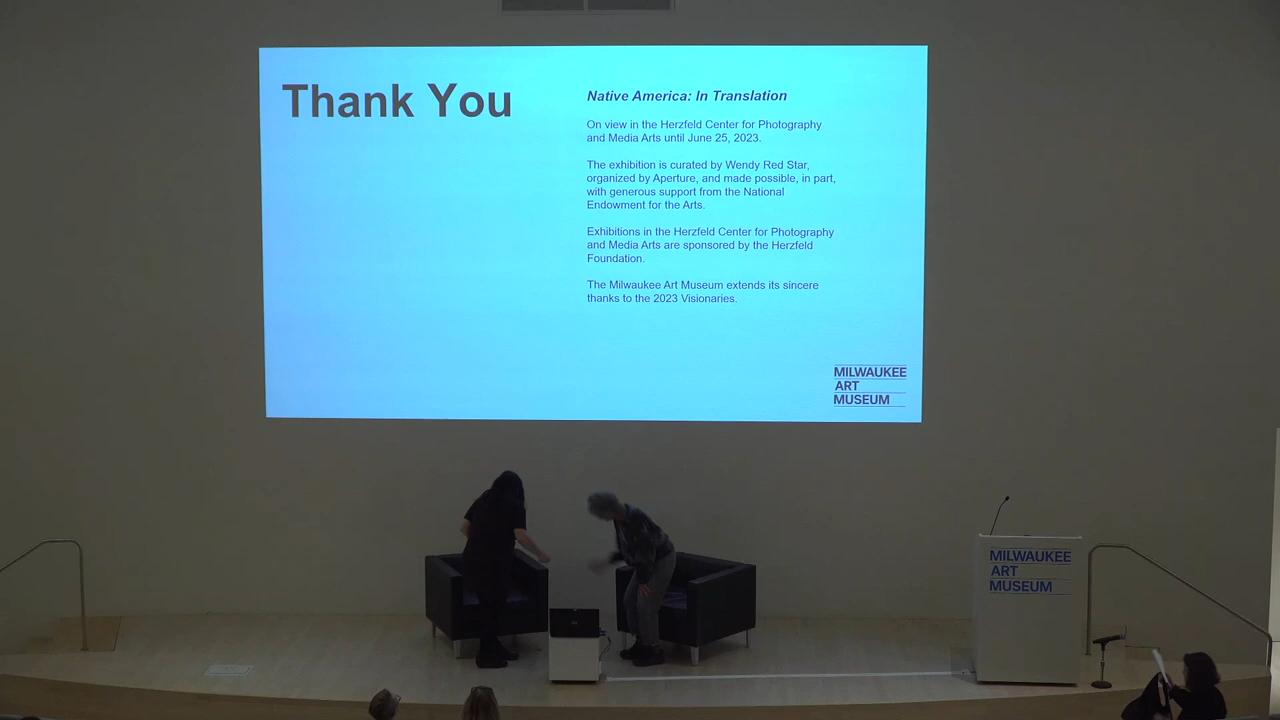 Thank You
Native America: In Translation
On view in the Herzfeld Center for Photography
and Media Arts until June 25, 2023.
The exhibition is curated by Wendy Red Star,
organized by Aperture, and made possible, in part,
with generous support from the National
Endowment for the Arts.
Exhibitions in the Herzfeld Center for Photography
and Media Arts are sponsored by the Herzfeld
Foundation.
The Milwaukee Art Museum extends its sincere
thanks to the 2023 Visionaries.
MILWAUKEE
ART
MUSEUM
MILWAUKEE
ART
MUSEUM